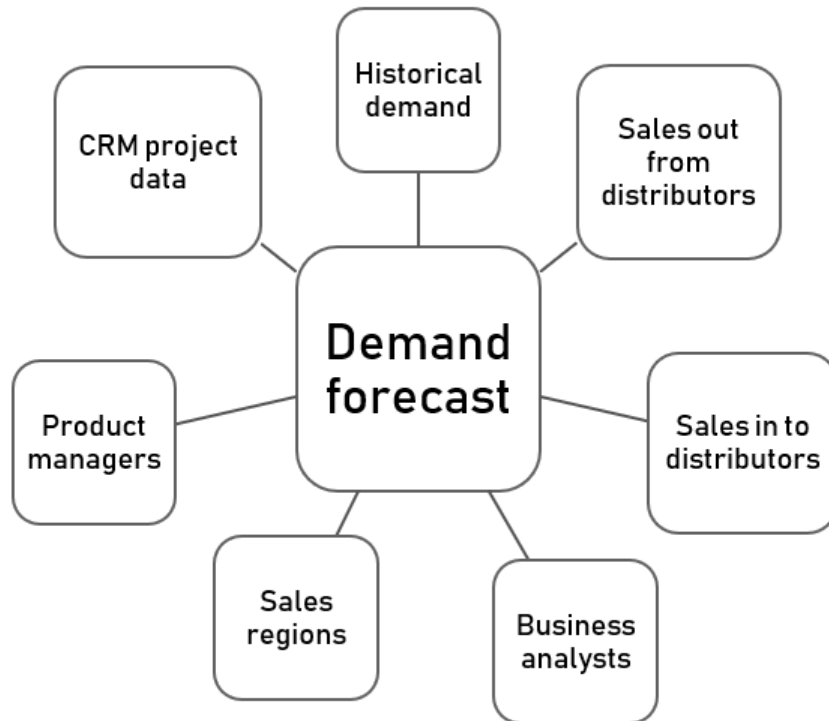 Historical
demand
Sales out
from
distributors
CRM project
data
Demand
forecast
Sales in to
distributors
Product
managers
Sales
regions
Business
analysts